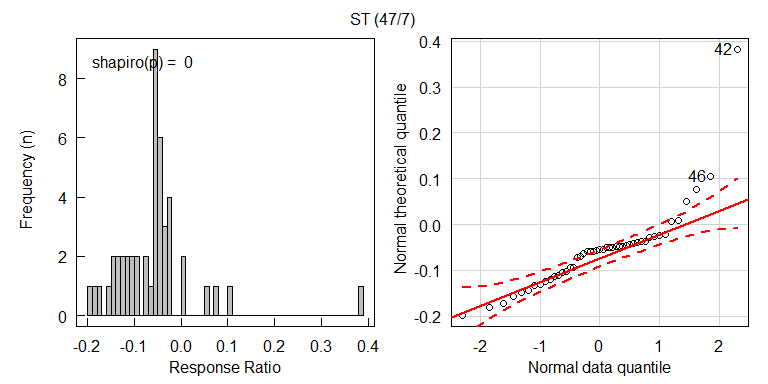 ST (47/7)
shapiro(p) = 0
Frequency (n)
8
6
4
2
0
-0.2 -0.1 0.0 0.1 0.2 0.3 0.4
Response Ratio
Normal theoretical quantile
0.4
0.3
0.2
0.1
0.0
-0.1
-0.2
42
46
-2 -1 0 1 2
Normal data quantile